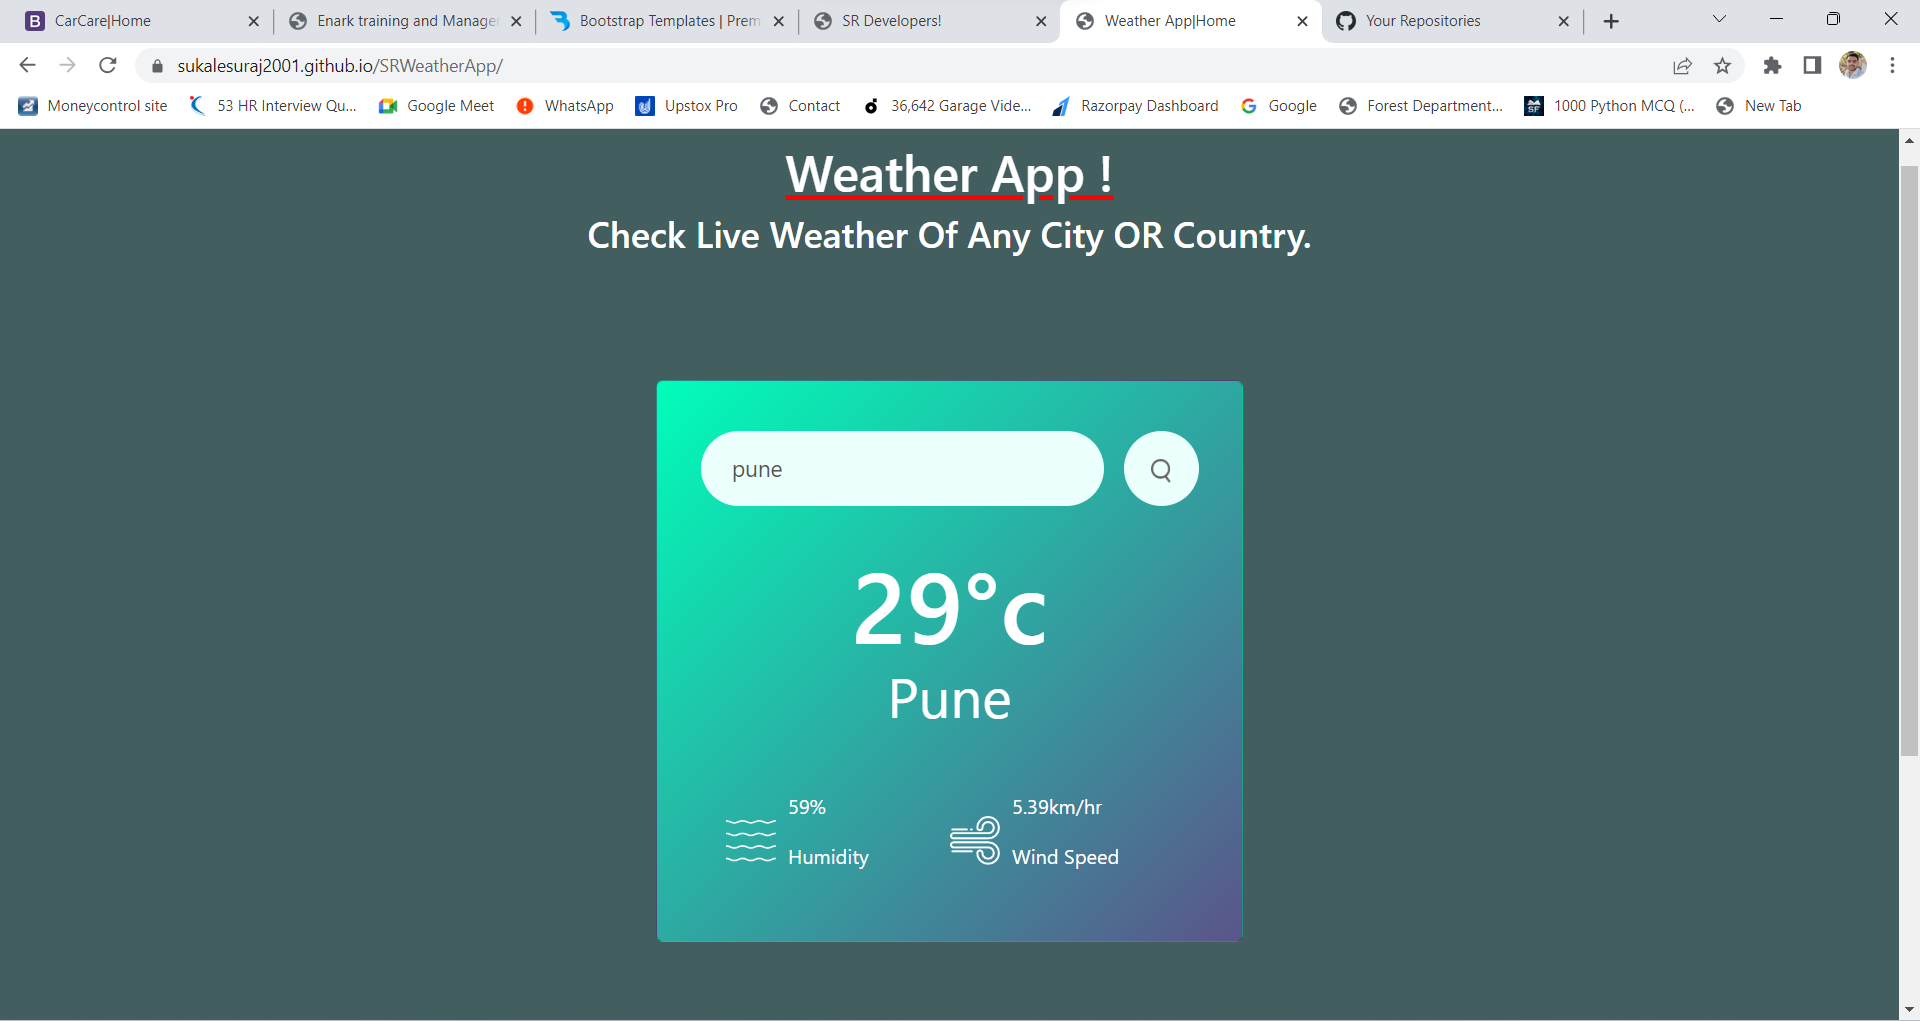 CarCare|Home
Enark training and Manage
Bootstrap Templates | Prem
SR Developers!
Weather App|Home
Your Repositories
sukalesuraj2001.github.io/SRWeatherApp/
Moneycontrol site
53 HR Interview Qu...
Google Meet
WhatsApp
Upstox Pro
Contact
36,642 Garage Vide...
Razorpay Dashboard
Google
Forest Department...
1000 Python MCQ (...
New Tab
Weather App !
Check Live Weather Of Any City OR Country.
pune
29°c
Pune
59%
Humidity
5.39km/hr
Wind Speed